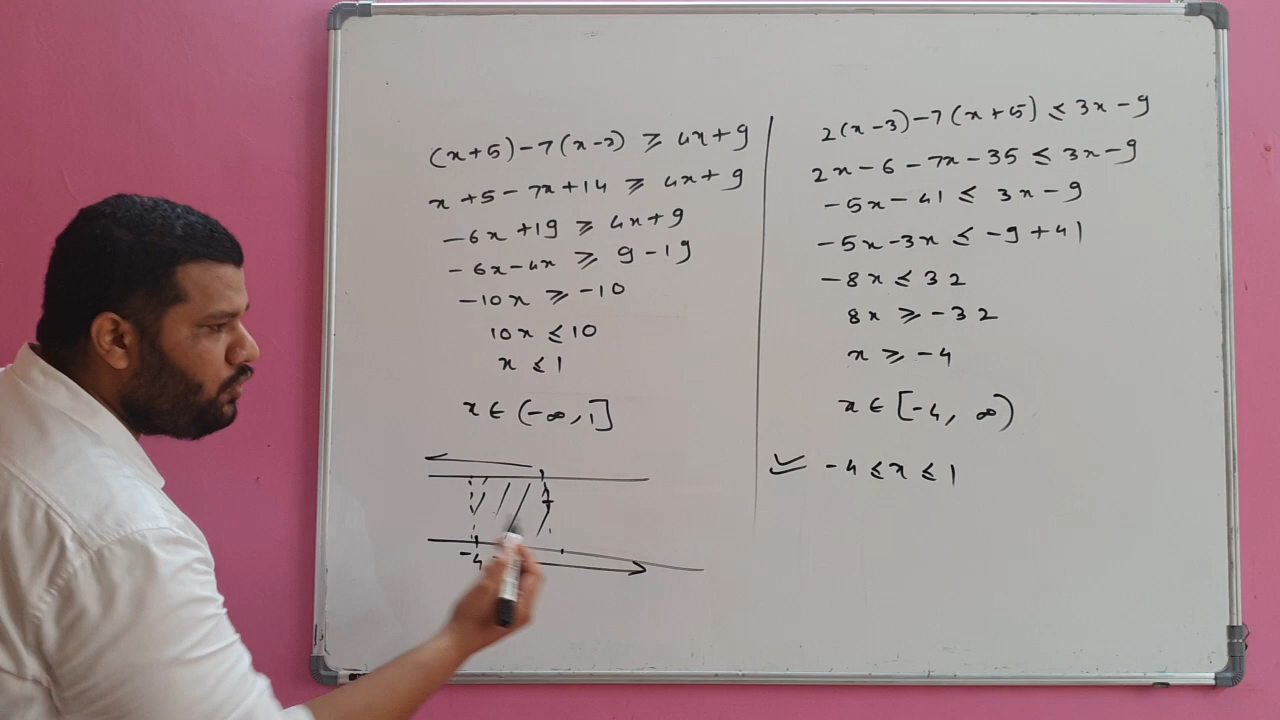 (x+5)-7(x-2) ⩾ 4x+9
x+5-7x+14 ⩾ 4x+9
-6x+19 ⩾ 4x+9
-6x-4x ⩾ 9-19
-10x ⩾ -10
10x ≤ 10
x ≤ 1
x ∈ (-∞, 1]
1
-4
2(x-3)-7(x+5) ≤ 3x-9
2x-6-7x-35 ≤ 3x-9
-5x-41 ≤ 3x-9
-5x-3x ≤ -9+41
-8x ≤ 32
8x ⩾ -32
x ⩾ -4
x ∈ [-4, ∞)
-4 ≤ x ≤ 1